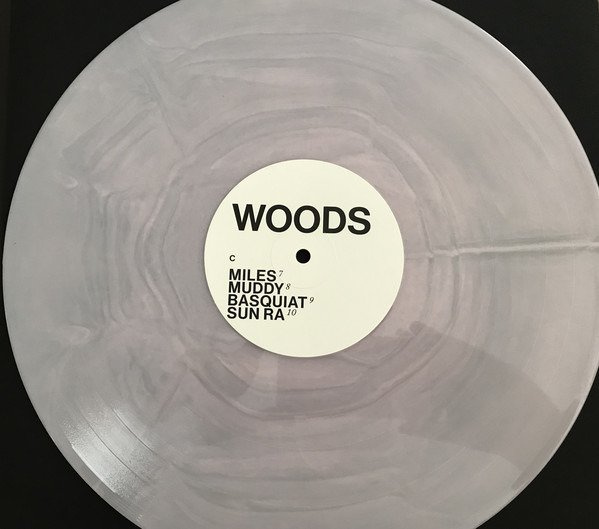 WOODS
C
MILES 7
MUDDY 8
BASQUIAT 9
SUN RA 10